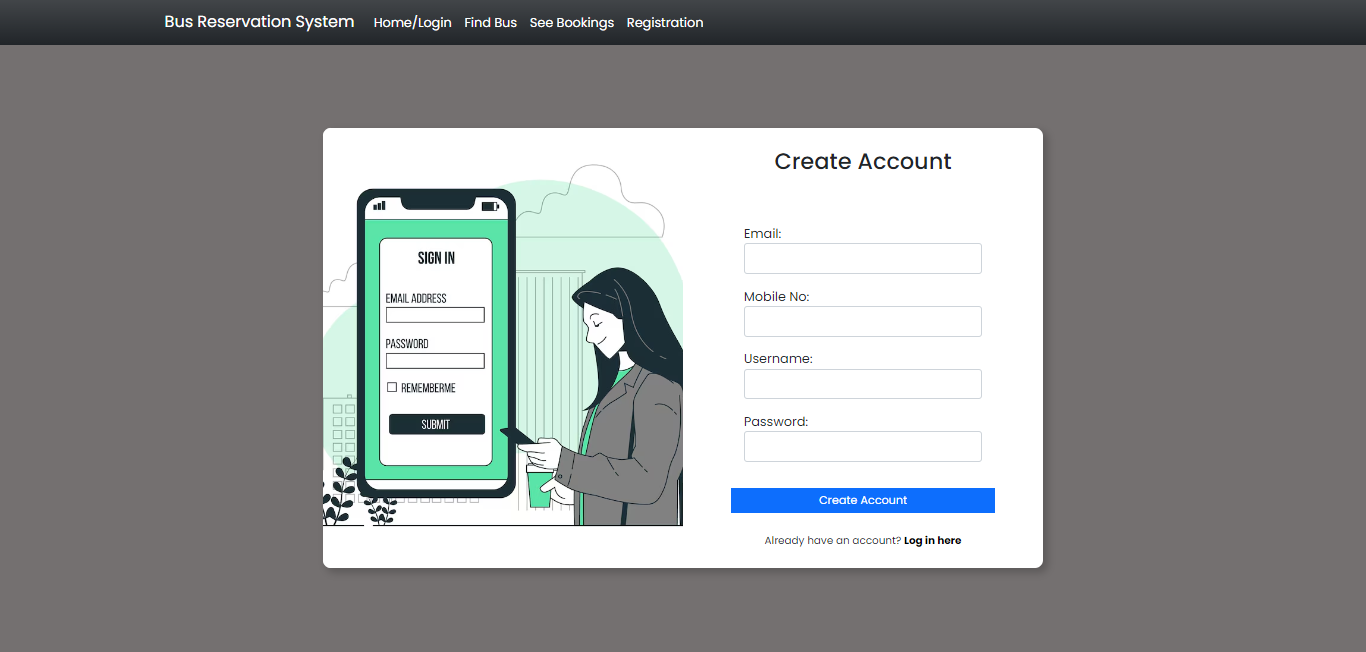 Bus Reservation System Home/Login Find Bus See Bookings Registration
Create Account
SIGN IN
EMAIL ADDRESS
PASSWORD
REMEMBERME
SUBMIT
Email:
Mobile No:
Username:
Password:
Create Account
Already have an account? Log in here